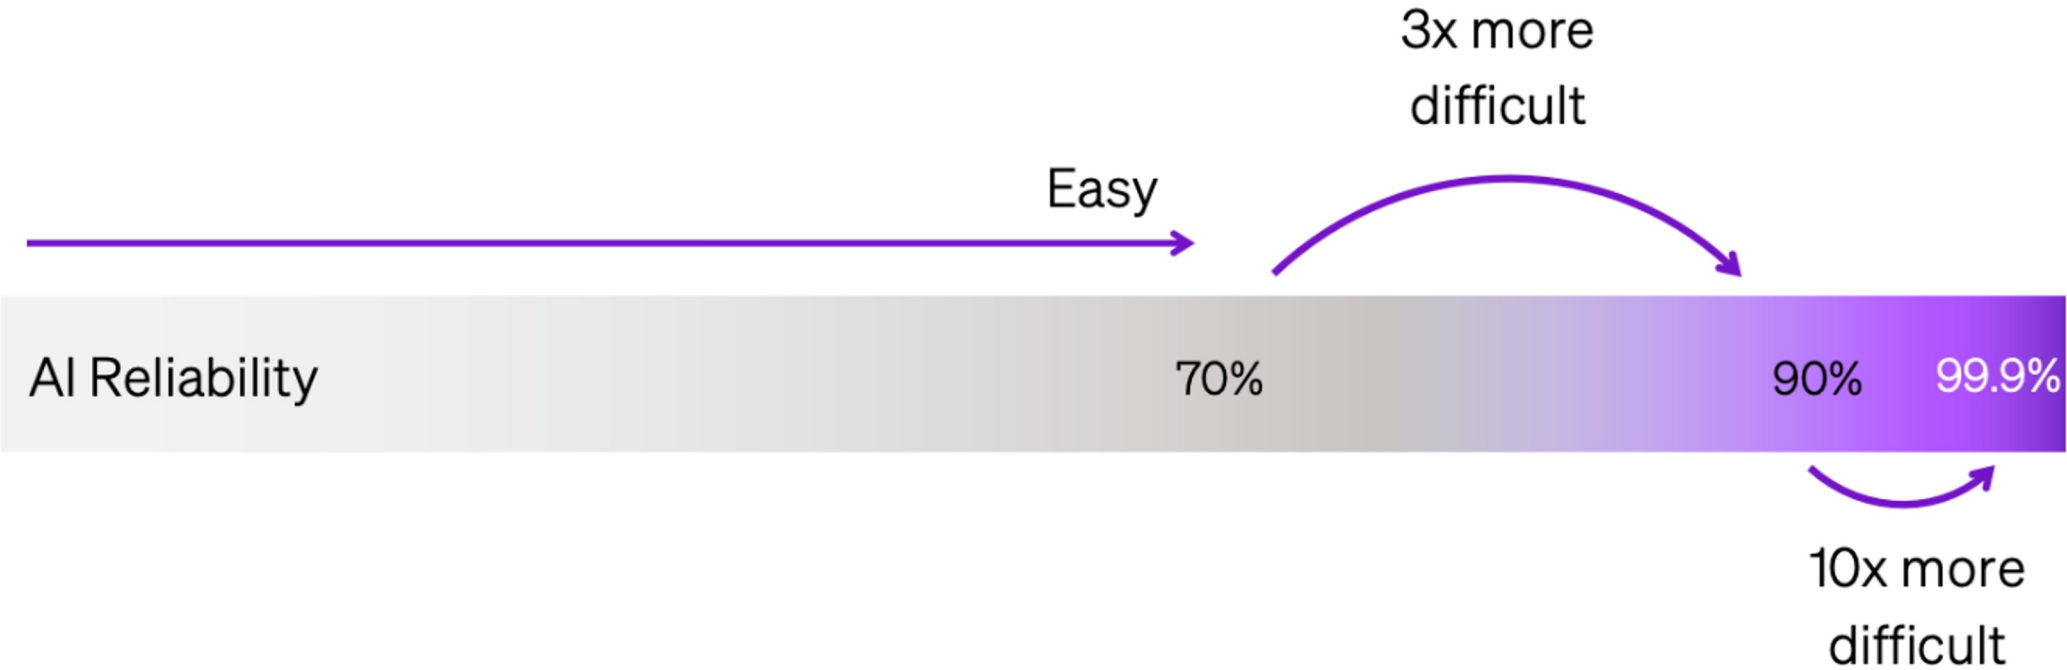 3x more
difficult
Easy
AI Reliability
70%
90%
99.9%
10x more
difficult